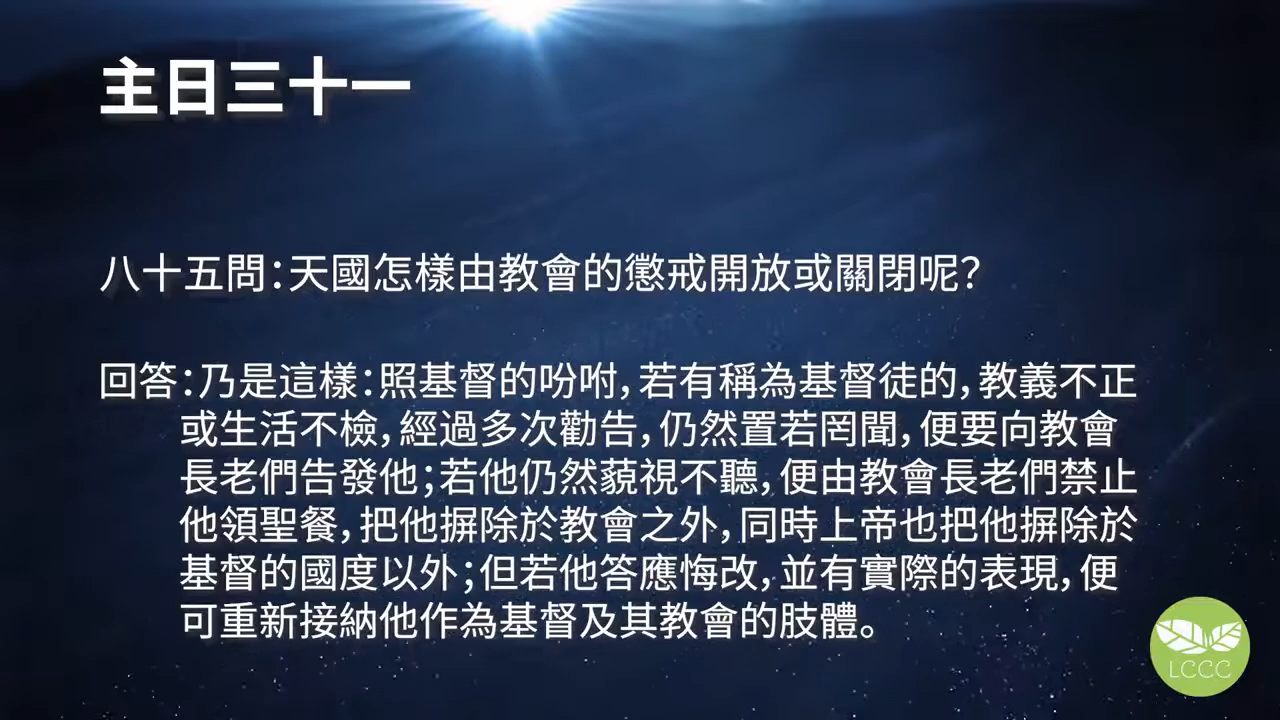 主日三十一
八十五問：天國怎樣由教會的懲戒開放或關閉呢？
回答：乃是這樣：照基督的吩咐，若有稱為基督徒的，教義不正
或生活不檢，經過多次勸告，仍然置若罔聞，便要向教會
長老們告發他；若他仍然藐視不聽，便由教會長老們禁止
他領聖餐，把他摒除於教會之外，同時上帝也把他摒除於
基督的國度以外；但若他答應悔改，並有實際的表現，便
可重新接納他作為基督及其教會的肢體。
LCCC